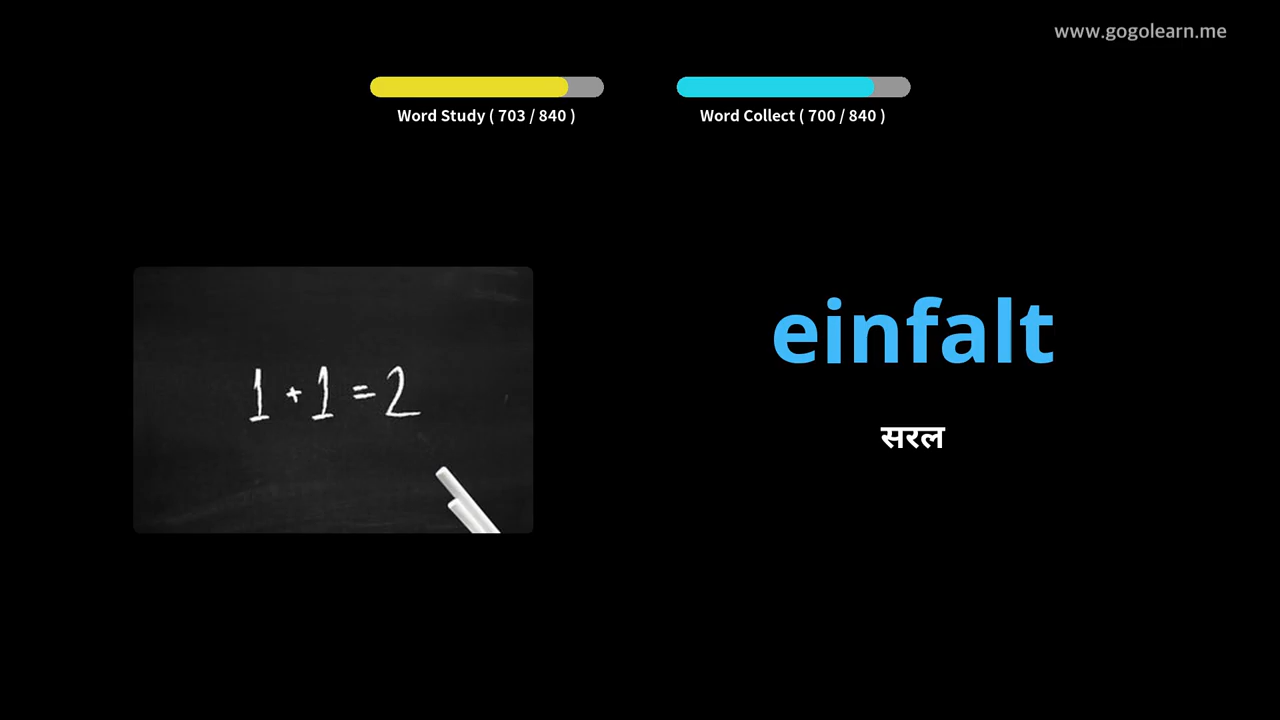 www.gogolearn.me
Word Study ( 703 / 840 )
Word Collect ( 700 / 840 )
1 + 1 = 2
einfalt
सरल